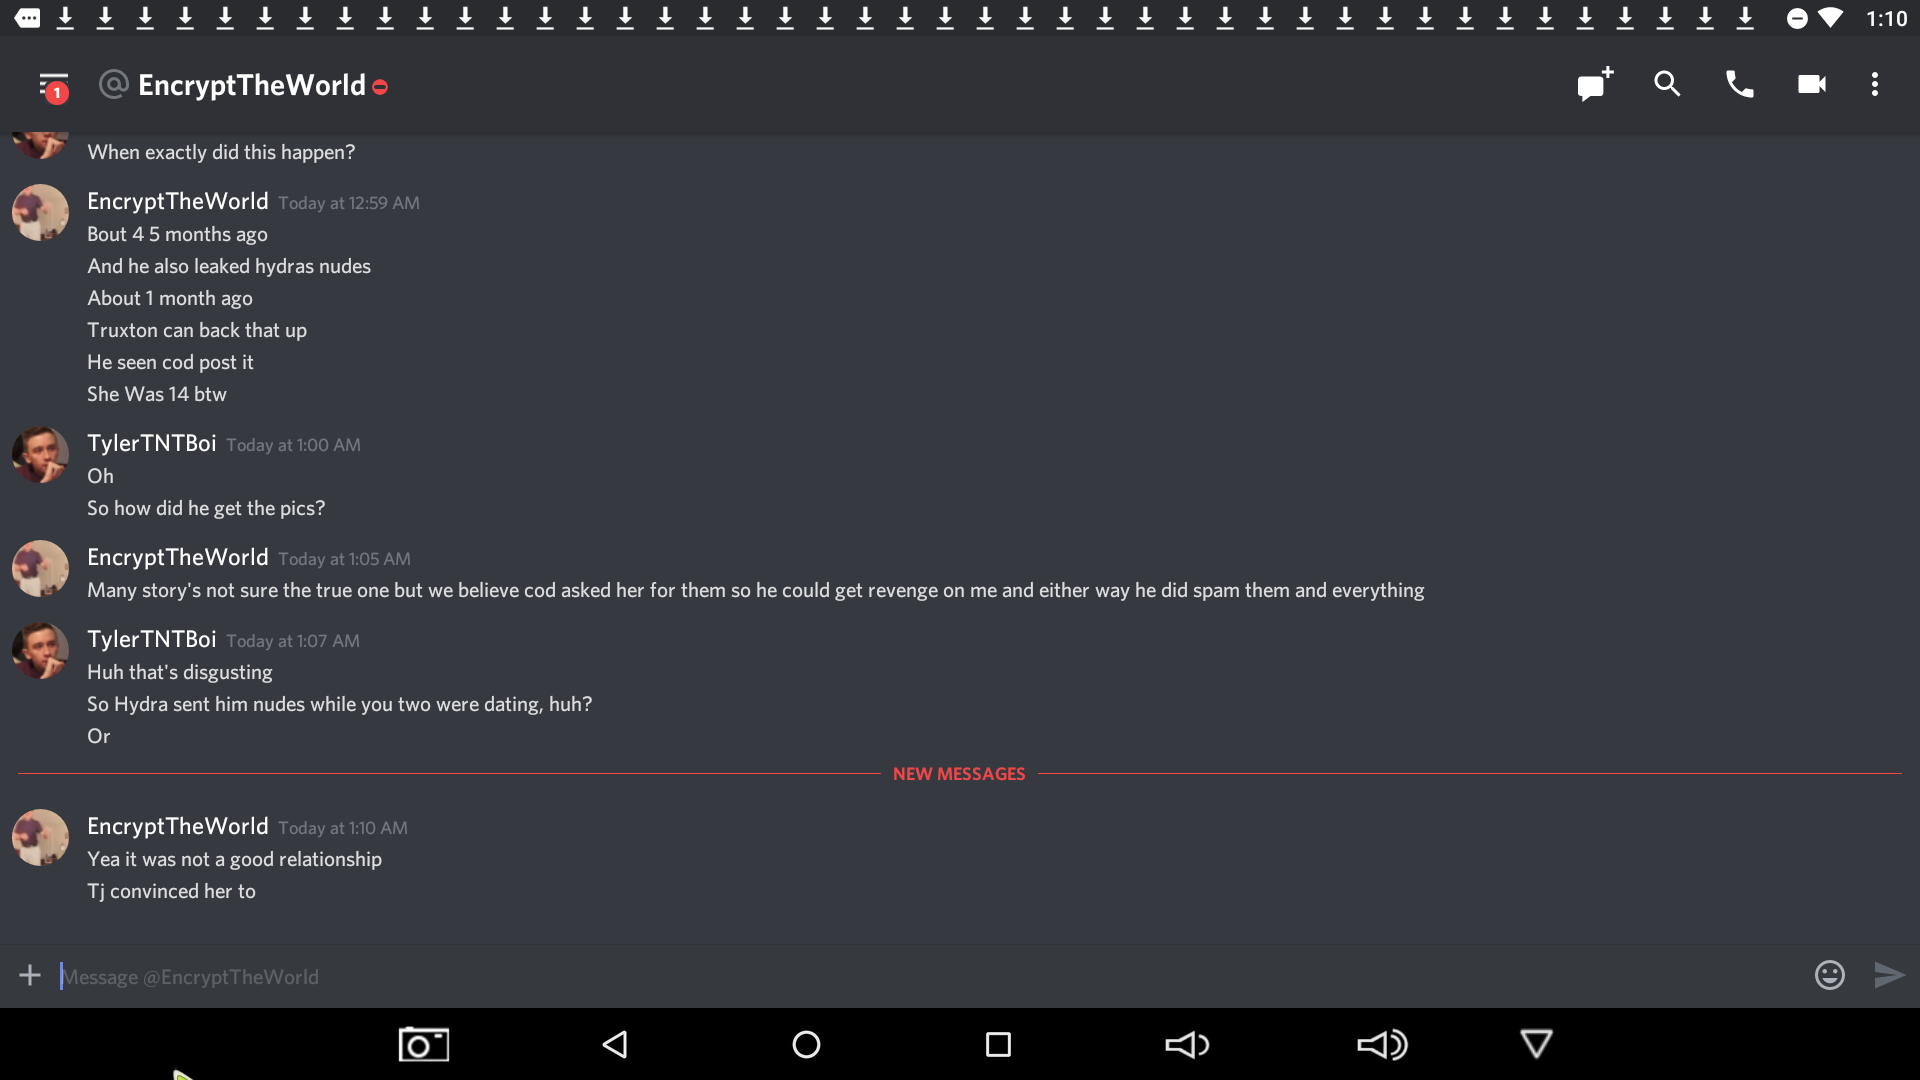 1:10
1
@ EncryptTheWorld
When exactly did this happen?
EncryptTheWorld Today at 12:59 AM
Bout 4 5 months ago
And he also leaked hydras nudes
About 1 month ago
Truxton can back that up
He seen cod post it
She Was 14 btw
TylerTNTBoi Today at 1:00 AM
Oh
So how did he get the pics?
EncryptTheWorld Today at 1:05 AM
Many story's not sure the true one but we believe cod asked her for them so he could get revenge on me and either way he did spam them and everything
TylerTNTBoi Today at 1:07 AM
Huh that's disgusting
So Hydra sent him nudes while you two were dating, huh?
Or
NEW MESSAGES
EncryptTheWorld Today at 1:10 AM
Yea it was not a good relationship
Tj convinced her to
Message @EncryptTheWorld